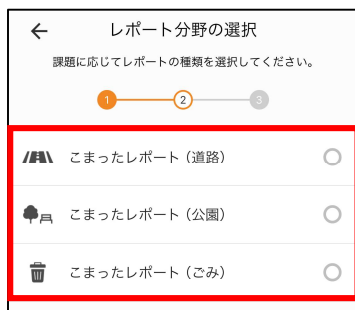 レポート分野の選択
課題に応じてレポートの種類を選択してください。
1 2 3
こまったレポート（道路）
こまったレポート（公園）
こまったレポート（ごみ）